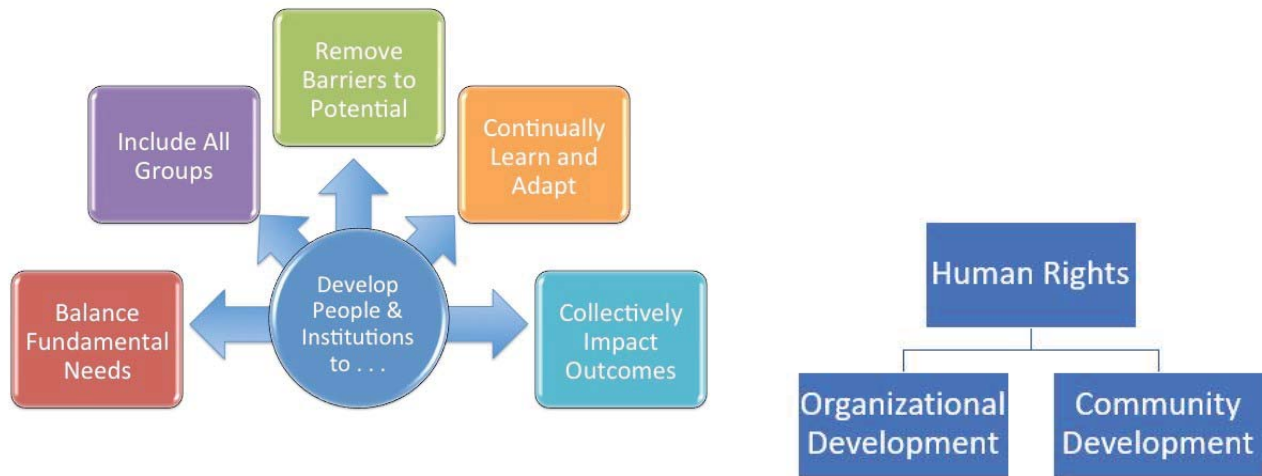 Remove
Barriers to
Potential
Include All
Groups
Continually
Learn and
Adapt
Balance
Fundamental
Needs
Develop
People &
Institutions
to . . .
Collectively
Impact
Outcomes
Human Rights
Organizational
Development
Community
Development